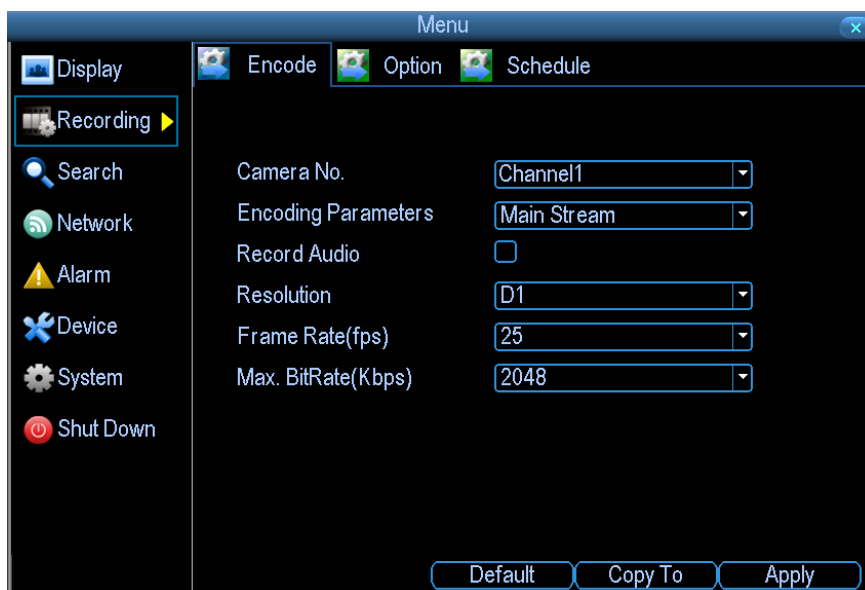 Menu
Display
Recording
Search
Network
Alarm
Device
System
Shut Down
Encode Option Schedule
Camera No. Channel1
Encoding Parameters Main Stream
Record Audio
Resolution D1
Frame Rate(fps) 25
Max. BitRate(Kbps) 2048
Default Copy To Apply